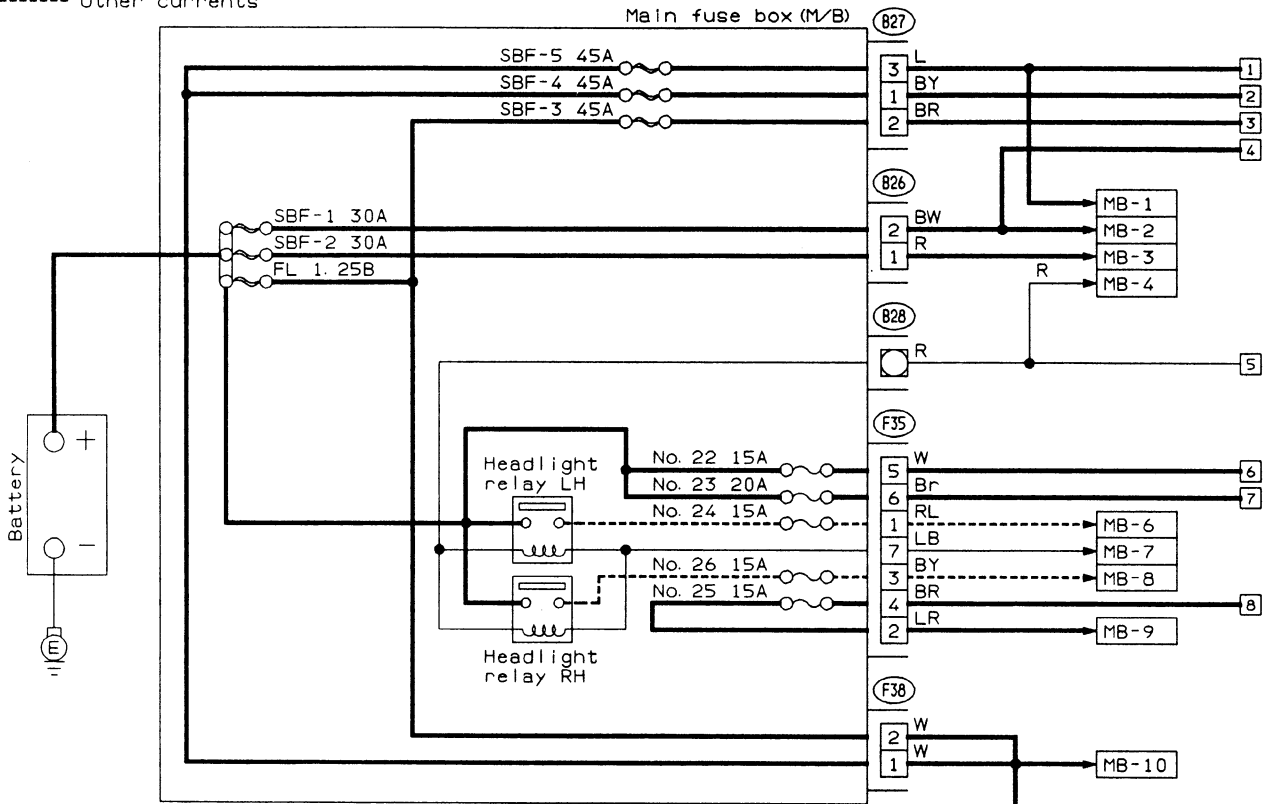 Other currents
Main fuse box (M/B)
B27
SBF-5 45A
3
L
1
SBF-4 45A
1
BY
2
SBF-3 45A
2
BR
3
4
B26
MB-1
SBF-1 30A
2
BW
MB-2
SBF-2 30A
1
R
MB-3
FL 1.25B
R
MB-4
B28
R
5
Battery
+
−
E
F35
Headlight
relay LH
No. 22 15A
5
W
6
No. 23 20A
6
Br
7
No. 24 15A
1
RL
MB-6
7
LB
MB-7
No. 26 15A
3
BY
MB-8
No. 25 15A
4
BR
8
2
LR
MB-9
Headlight
relay RH
F38
2
W
1
W
MB-10